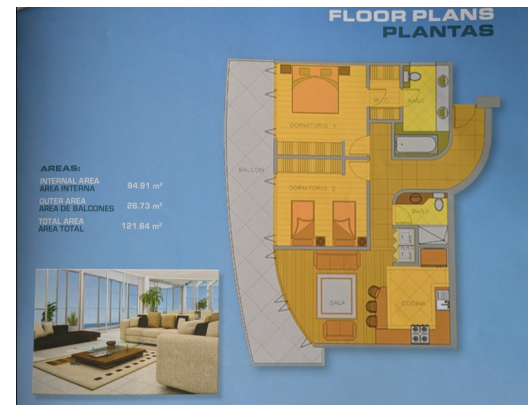 FLOOR PLANS
PLANTAS
AREAS:
INTERNAL AREA
AREA INTERNA
94.91 m²
OUTER AREA
AREA DE BALCONES
26.73 m²
TOTAL AREA
AREA TOTAL
121.64 m²
DORMITORIO 1
W.I.C.
BAÑO
BALCON
DORMITORIO 2
BAÑO
SALA
COCINA